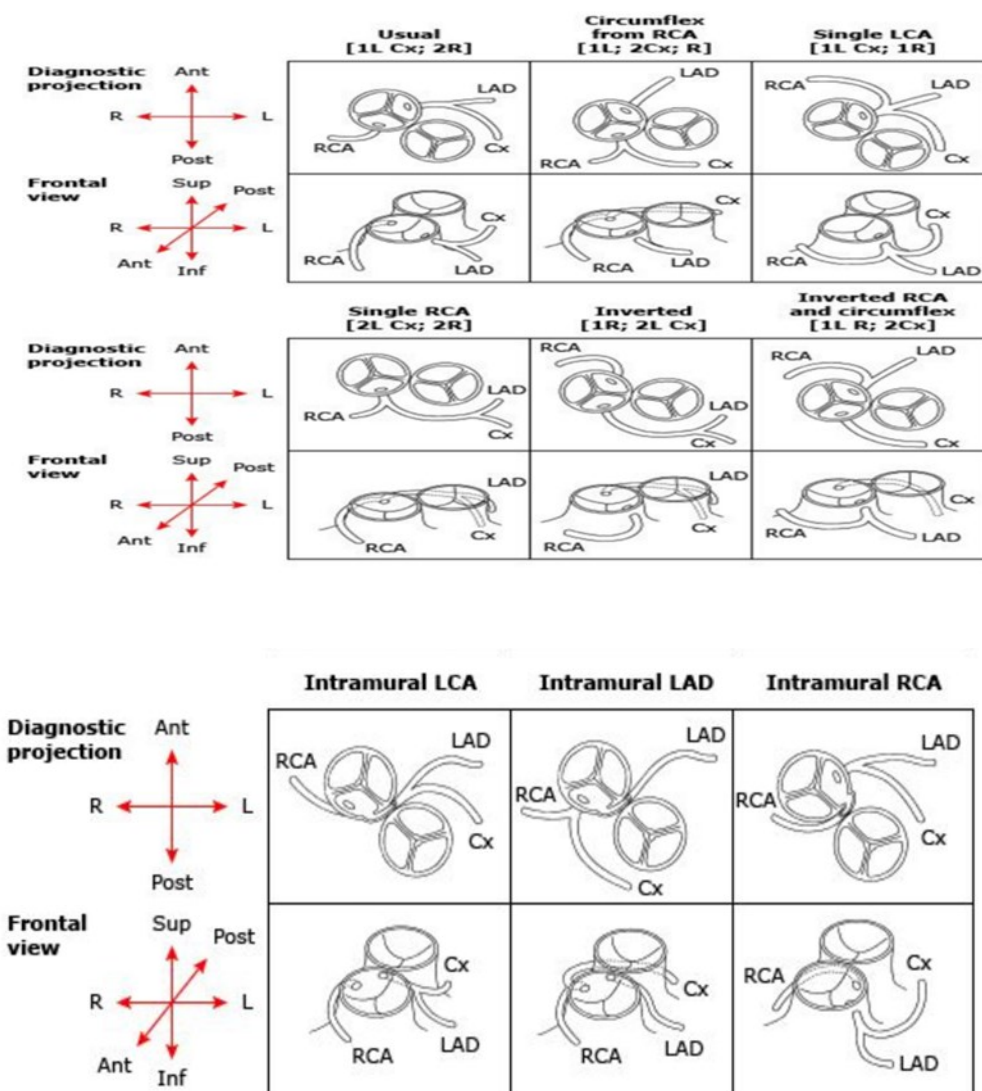 Usual
[1L Cx; 2R]
Circumflex
from RCA
[1L; 2Cx; R]
Single LCA
[1L Cx; 1R]
Diagnostic
projection
Ant
R
L
Post
RCA
LAD
Cx
LAD
RCA
Cx
RCA
LAD
Cx
Frontal
view
Sup
Post
R
L
Ant
Inf
Cx
RCA
LAD
Cx
RCA
LAD
Cx
RCA
LAD
Single RCA
[2L Cx; 2R]
Inverted
[1R; 2L Cx]
Inverted RCA
and circumflex
[1L R; 2Cx]
Diagnostic
projection
Ant
R
L
Post
LAD
RCA
Cx
RCA
LAD
Cx
RCA
LAD
Cx
Frontal
view
Sup
Post
R
L
Ant
Inf
LAD
RCA
Cx
LAD
RCA
Cx
Cx
RCA
LAD
Intramural LCA
Intramural LAD
Intramural RCA
Diagnostic
projection
Ant
R
L
Post
RCA
LAD
Cx
LAD
RCA
Cx
LAD
RCA
Cx
Frontal
view
Sup
Post
R
L
Ant
Inf
Cx
RCA
LAD
Cx
RCA
LAD
RCA
Cx
LAD